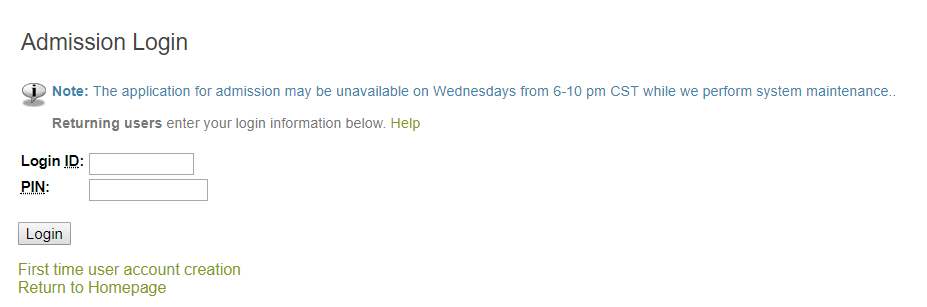 Admission Login
Note: The application for admission may be unavailable on Wednesdays from 6-10 pm CST while we perform system maintenance..
Returning users enter your login information below. Help
Login ID:
PIN:
Login
First time user account creation
Return to Homepage